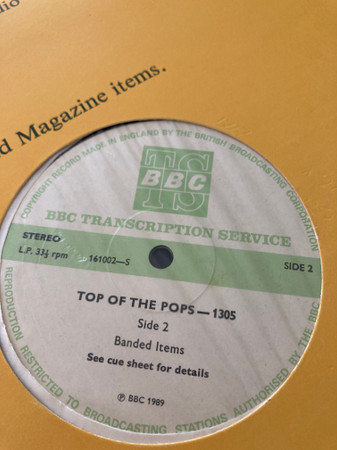 dio
d Magazine items.
COPYRIGHT RECORD MADE IN ENGLAND BY THE BRITISH BROADCASTING CORPORATION
TS
BBC
BBC TRANSCRIPTION SERVICE
STEREO
L.P. 33⅓ rpm
161002—S
SIDE 2
TOP OF THE POPS — 1305
Side 2
Banded Items
See cue sheet for details
℗ BBC 1989
REPRODUCTION RESTRICTED TO BROADCASTING STATIONS AUTHORISED BY THE BBC